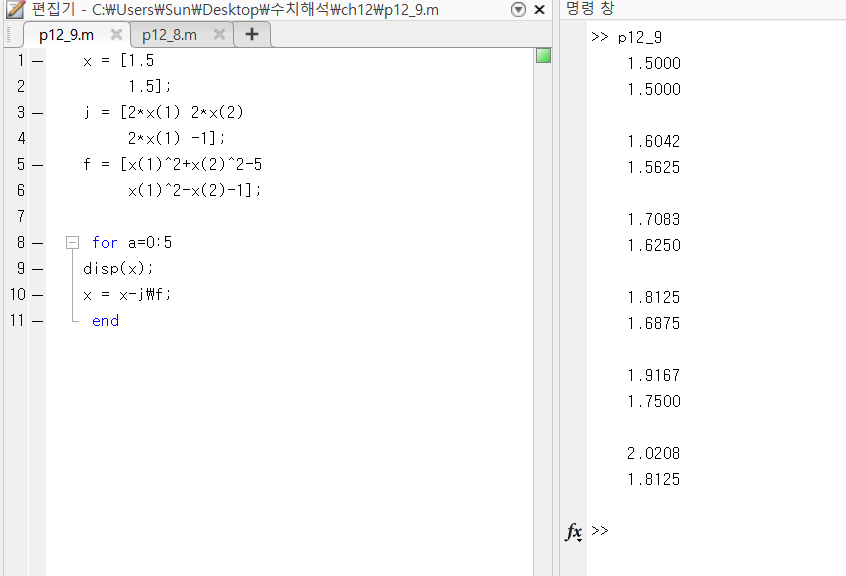 편집기 - C:₩Users₩Sun₩Desktop₩수치해석₩ch12₩p12_9.m
p12_9.m p12_8.m
1 x = [1.5
2 1.5];
3 j = [2*x(1) 2*x(2)
4 2*x(1) -1];
5 f = [x(1)^2+x(2)^2-5
6 x(1)^2-x(2)-1];
7
8 for a=0:5
9 disp(x);
10 x = x-j₩f;
11 end
명령 창
>> p12_9
1.5000
1.5000
1.6042
1.5625
1.7083
1.6250
1.8125
1.6875
1.9167
1.7500
2.0208
1.8125
fx >>